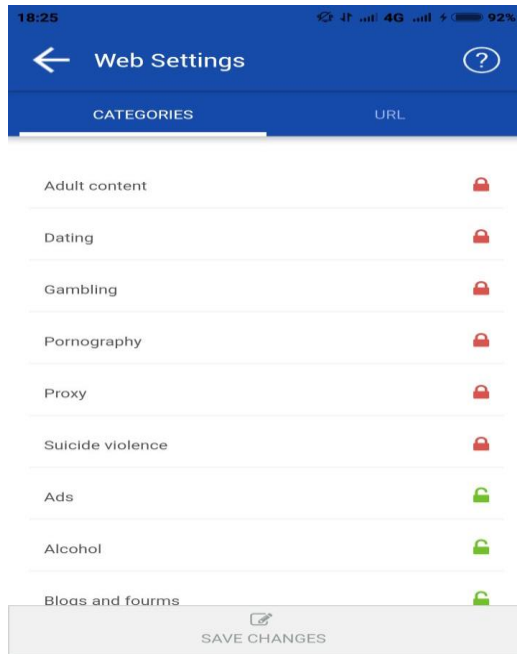 18:25 4G 92%
Web Settings ?
CATEGORIES URL
Adult content
Dating
Gambling
Pornography
Proxy
Suicide violence
Ads
Alcohol
Blogs and fourms
SAVE CHANGES